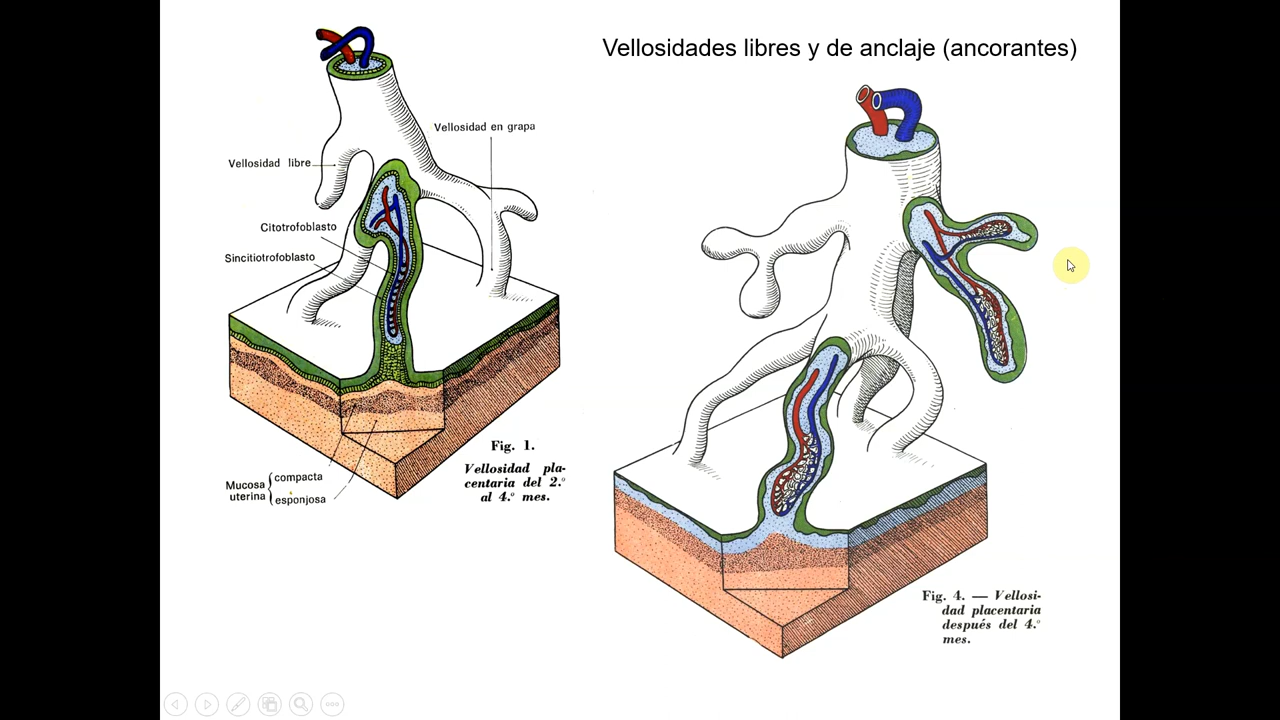 Vellosidades libres y de anclaje (ancorantes)
Vellosidad en grapa
Vellosidad libre
Citotrofoblasto
Sincitiotrofoblasto
Fig. 1.
Vellosidad pla-
centaria del 2.º
al 4.º mes.
Mucosa uterina
compacta
esponjosa
Fig. 4. — Vellosi-
dad placentaria
después del 4.º
mes.